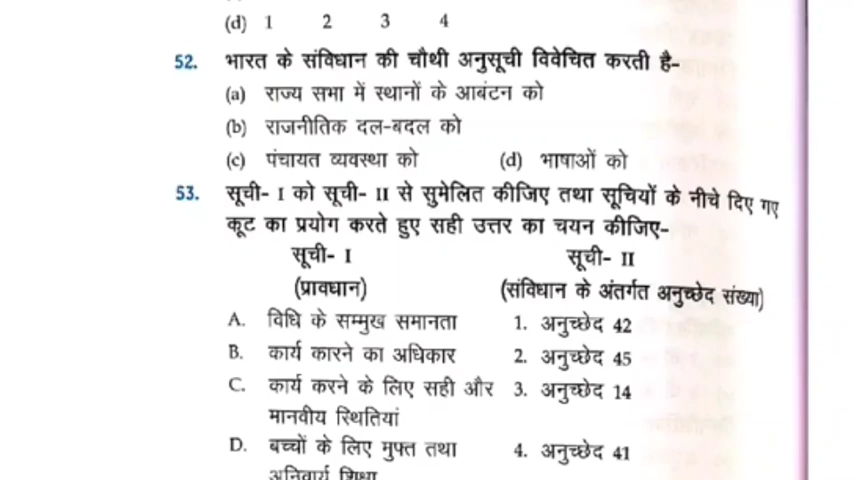 (d) 1 2 3 4
52. भारत के संविधान की चौथी अनुसूची विवेचित करती है-
(a) राज्य सभा में स्थानों के आबंटन को
(b) राजनीतिक दल-बदल को
(c) पंचायत व्यवस्था को (d) भाषाओं को
53. सूची- I को सूची- II से सुमेलित कीजिए तथा सूचियों के नीचे दिए गए
कूट का प्रयोग करते हुए सही उत्तर का चयन कीजिए-
सूची- I सूची- II
(प्रावधान) (संविधान के अंतर्गत अनुच्छेद संख्या)
A. विधि के सम्मुख समानता 1. अनुच्छेद 42
B. कार्य कारने का अधिकार 2. अनुच्छेद 45
C. कार्य करने के लिए सही और 3. अनुच्छेद 14
मानवीय स्थितियां
D. बच्चों के लिए मुफ्त तथा 4. अनुच्छेद 41
अनिवार्य शिक्षा